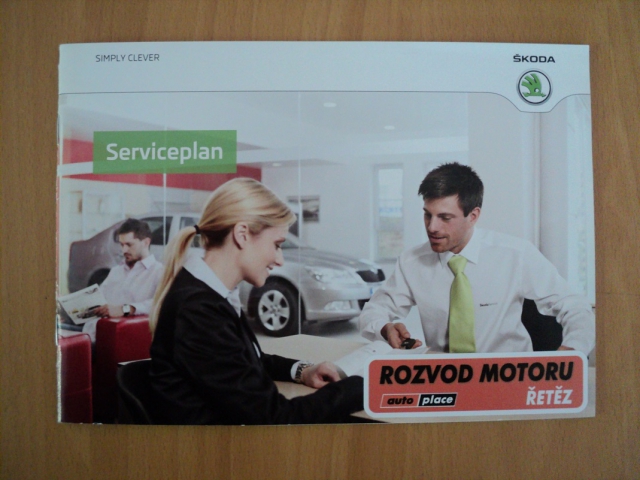 SIMPLY CLEVER
ŠKODA
Serviceplan
ROZVOD MOTORU
auto place ŘETĚZ